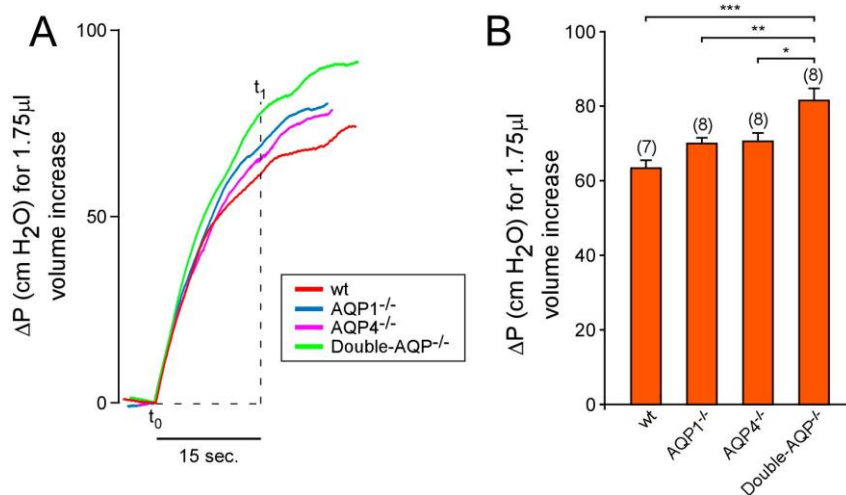 A
ΔP (cm H2O) for 1.75μl
volume increase
100
50
0
t1
t0
15 sec.
wt
AQP1-/-
AQP4-/-
Double-AQP-/-
B
ΔP (cm H2O) for 1.75μl
volume increase
100
80
60
40
20
0
***
**
*
(7)
(8)
(8)
(8)
wt
AQP1-/-
AQP4-/-
Double-AQP-/-